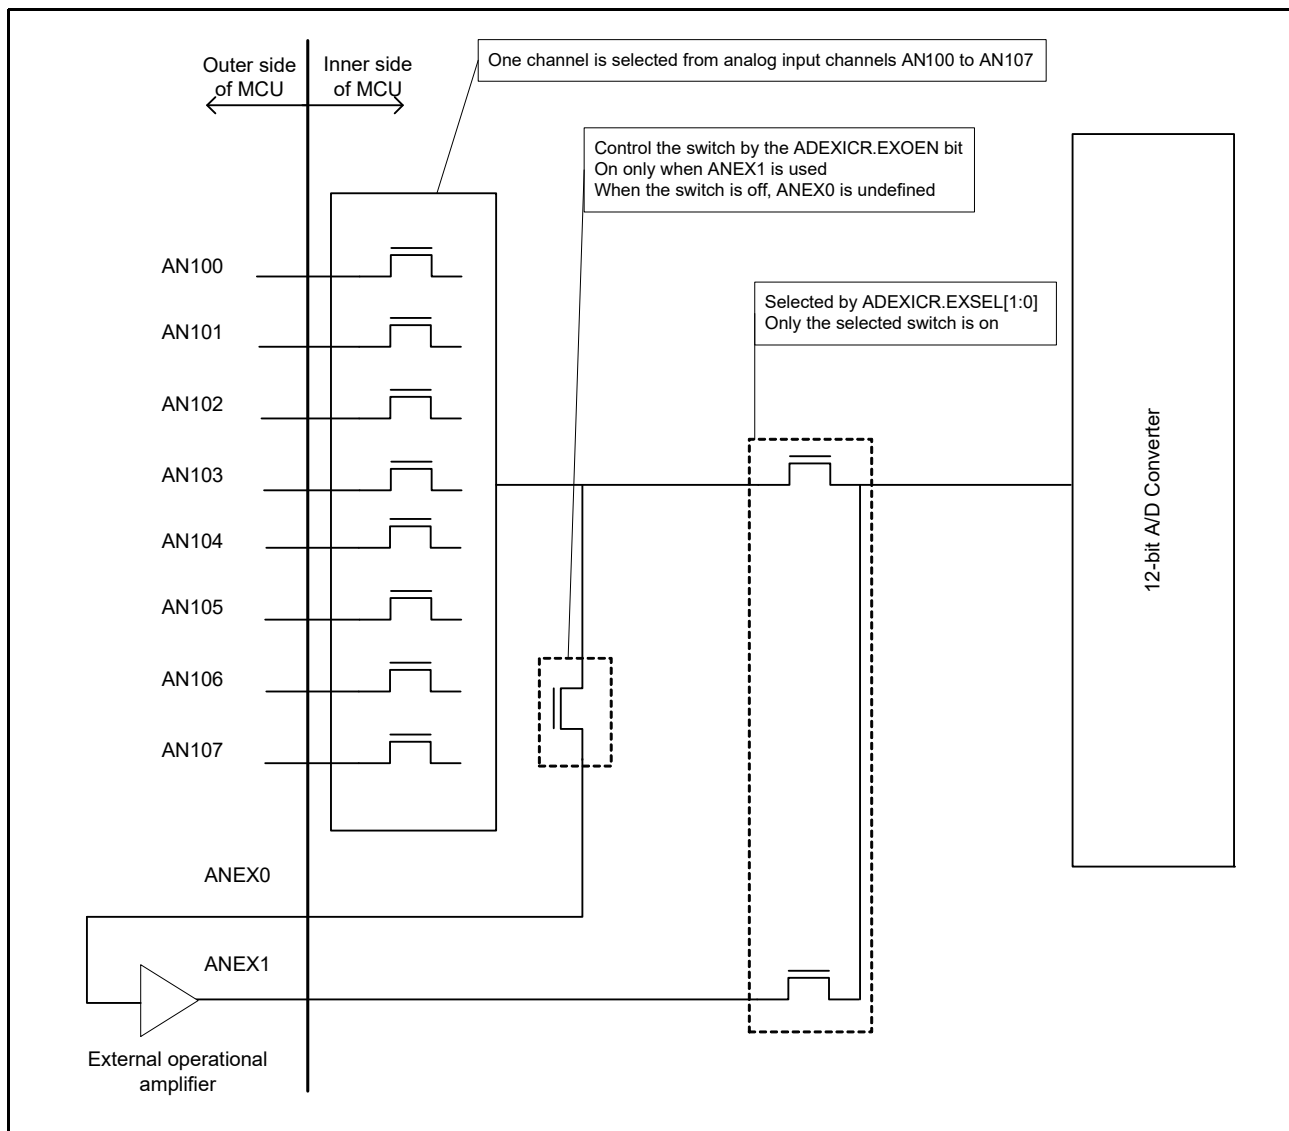 One channel is selected from analog input channels AN100 to AN107
Outer side
of MCU
Inner side
of MCU
Control the switch by the ADEXICR.EXOEN bit
On only when ANEX1 is used
When the switch is off, ANEX0 is undefined
AN100
Selected by ADEXICR.EXSEL[1:0]
Only the selected switch is on
AN101
AN102
AN103
AN104
AN105
AN106
AN107
12-bit A/D Converter
ANEX0
ANEX1
External operational
amplifier